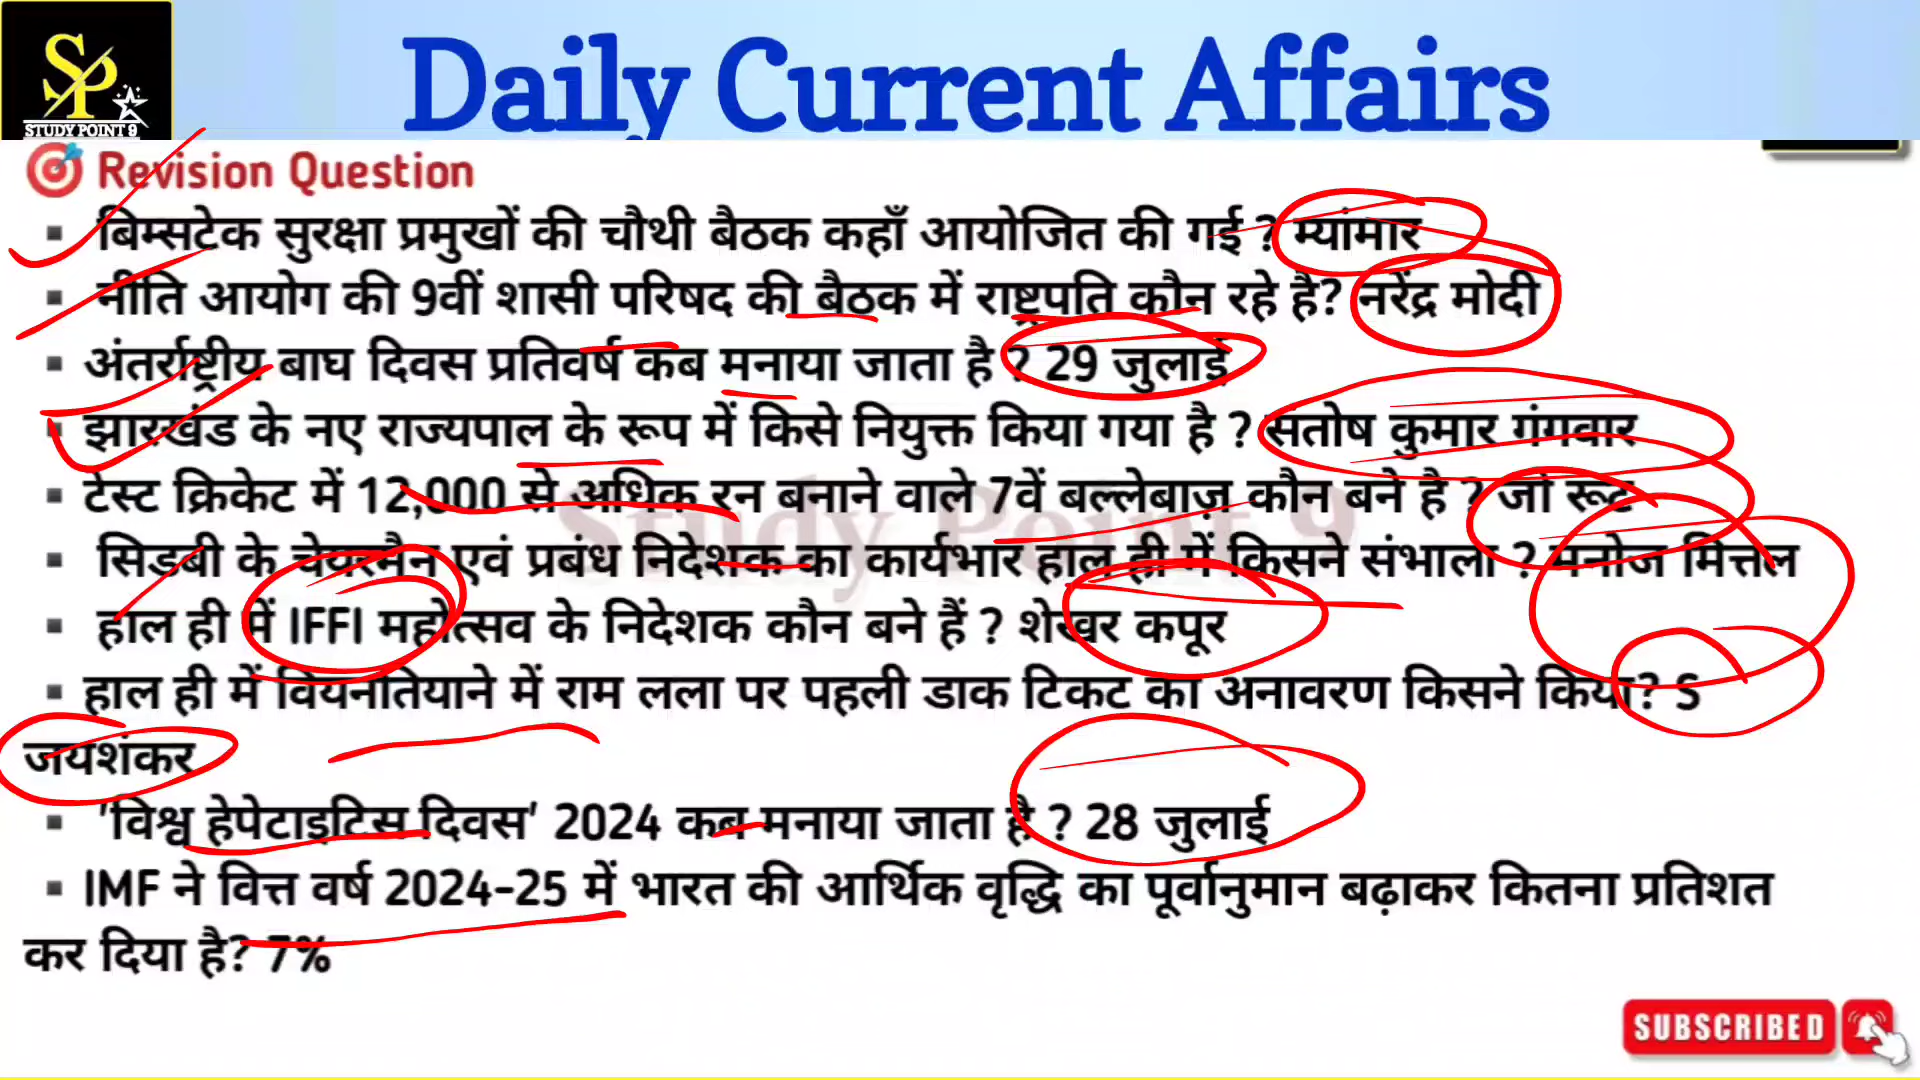 SP
STUDY POINT 9
Daily Current Affairs
Revision Question
▪ बिम्सटेक सुरक्षा प्रमुखों की चौथी बैठक कहाँ आयोजित की गई ? म्यांमार
▪ नीति आयोग की 9वीं शासी परिषद की बैठक में राष्ट्रपति कौन रहे है? नरेंद्र मोदी
▪ अंतर्राष्ट्रीय बाघ दिवस प्रतिवर्ष कब मनाया जाता है ? 29 जुलाई
▪ झारखंड के नए राज्यपाल के रूप में किसे नियुक्त किया गया है ? संतोष कुमार गंगवार
▪ टेस्ट क्रिकेट में 12,000 से अधिक रन बनाने वाले 7वें बल्लेबाज़ कौन बने है ? जो रूट
▪ सिडबी के चेयरमैन एवं प्रबंध निदेशक का कार्यभार हाल ही में किसने संभाला ? मनोज मित्तल
▪ हाल ही में IFFI महोत्सव के निदेशक कौन बने हैं ? शेखर कपूर
▪ हाल ही में वियनतियाने में राम लला पर पहली डाक टिकट का अनावरण किसने किया? S
जयशंकर
▪ 'विश्व हेपेटाइटिस दिवस' 2024 कब मनाया जाता है ? 28 जुलाई
▪ IMF ने वित्त वर्ष 2024-25 में भारत की आर्थिक वृद्धि का पूर्वानुमान बढ़ाकर कितना प्रतिशत
कर दिया है? 7%
Study Point 9
SUBSCRIBED